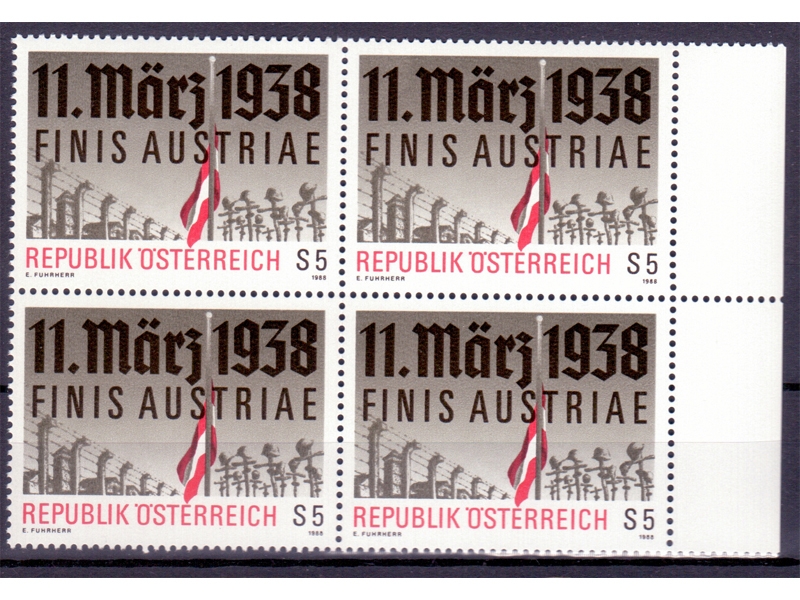 11. März 1938
FINIS AUSTRIAE
REPUBLIK ÖSTERREICH S5
E. FUHRHERR 1988
11. März 1938
FINIS AUSTRIAE
REPUBLIK ÖSTERREICH S5
E. FUHRHERR 1988
11. März 1938
FINIS AUSTRIAE
REPUBLIK ÖSTERREICH S5
E. FUHRHERR 1988
11. März 1938
FINIS AUSTRIAE
REPUBLIK ÖSTERREICH S5
E. FUHRHERR 1988